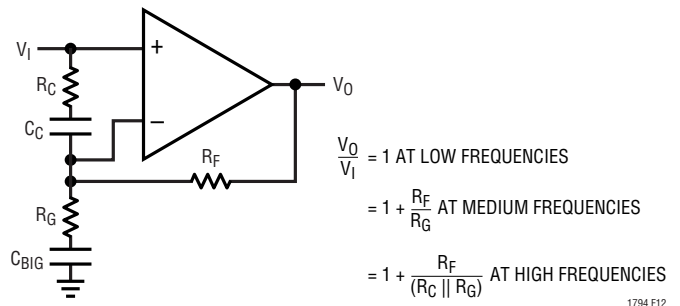 V_I
R_C
C_C
R_G
C_BIG
+
−
R_F
V_O
V_O / V_I = 1 AT LOW FREQUENCIES
= 1 + R_F / R_G AT MEDIUM FREQUENCIES
= 1 + R_F / (R_C || R_G) AT HIGH FREQUENCIES
1794 F12